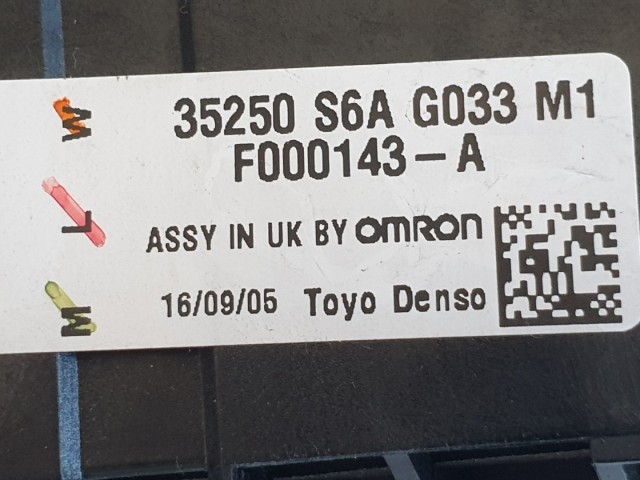 35250 S6A G033 M1
F000143-A
ASSY IN UK BY OMRON
16/09/05 Toyo Denso
W
L
M